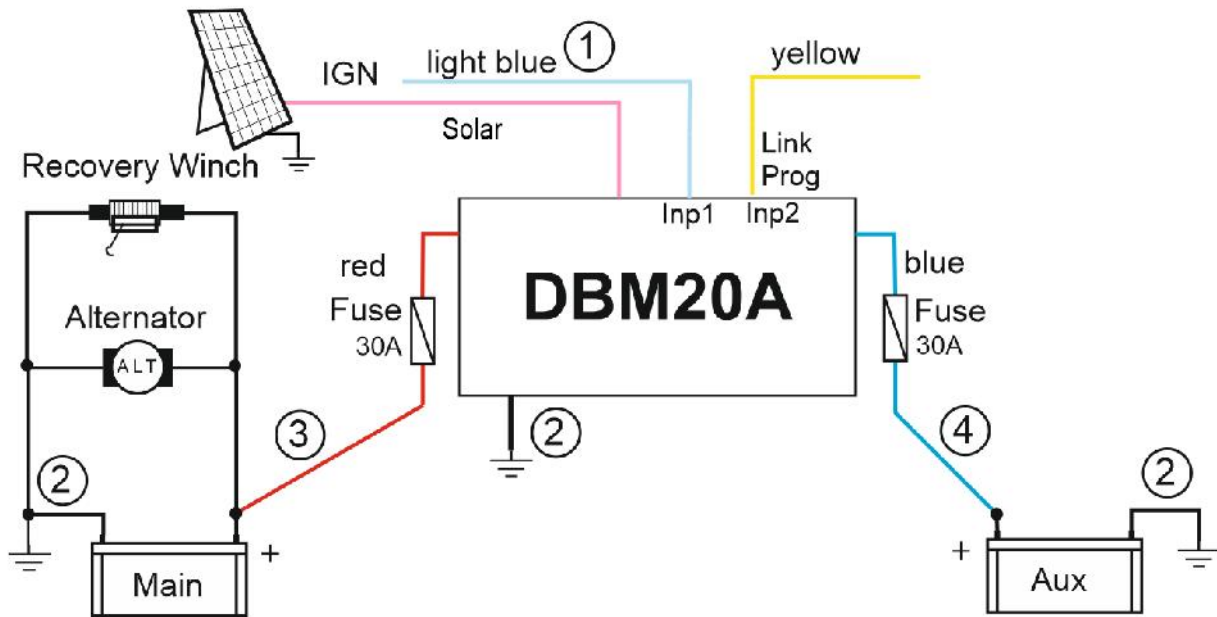 IGN
light blue
1
yellow
Solar
Link
Prog
Recovery Winch
Inp1
Inp2
red
Fuse
30A
DBM20A
blue
Fuse
30A
Alternator
ALT
3
2
4
2
2
+
Main
+
Aux